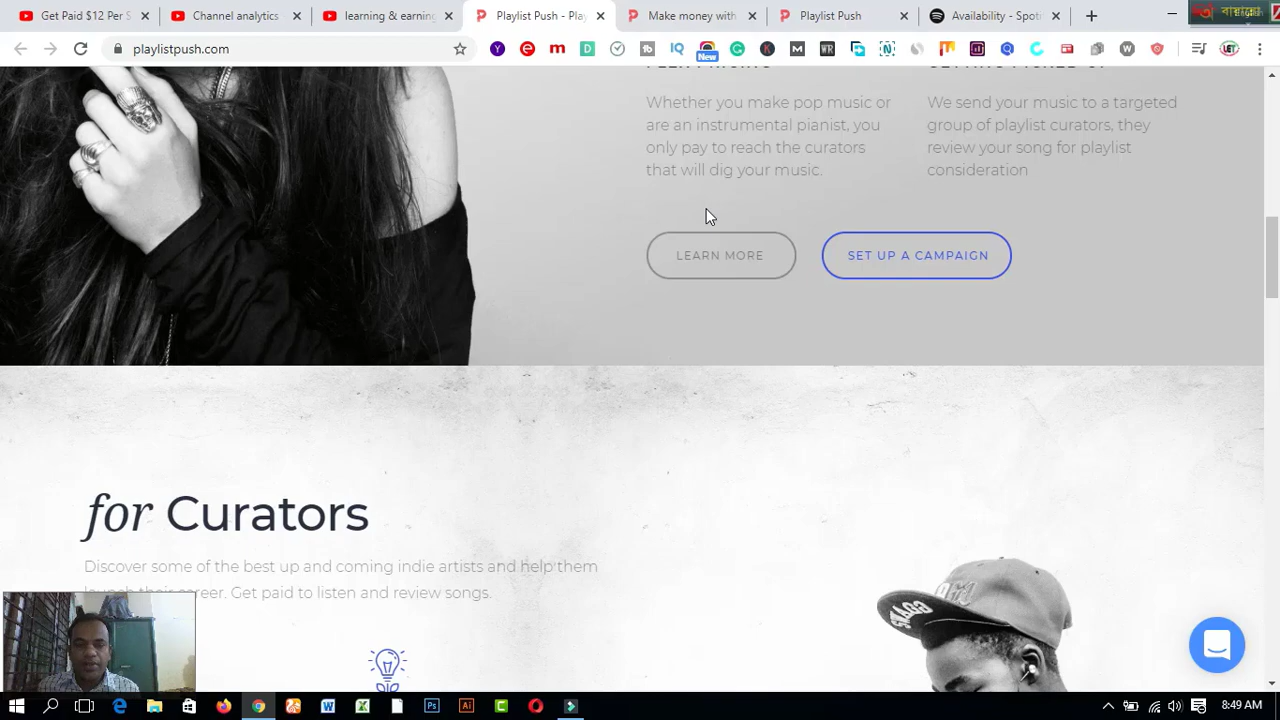 Get Paid $12 Per S
Channel analytics
learning & earning
Playlist Push - Play
Make money with
Playlist Push
Availability - Spoti
English
playlistpush.com
New
Whether you make pop music or
are an instrumental pianist, you
only pay to reach the curators
that will dig your music.
We send your music to a targeted
group of playlist curators, they
review your song for playlist
consideration
LEARN MORE
SET UP A CAMPAIGN
for Curators
Discover some of the best up and coming indie artists and help them
career. Get paid to listen and review songs.
8:49 AM